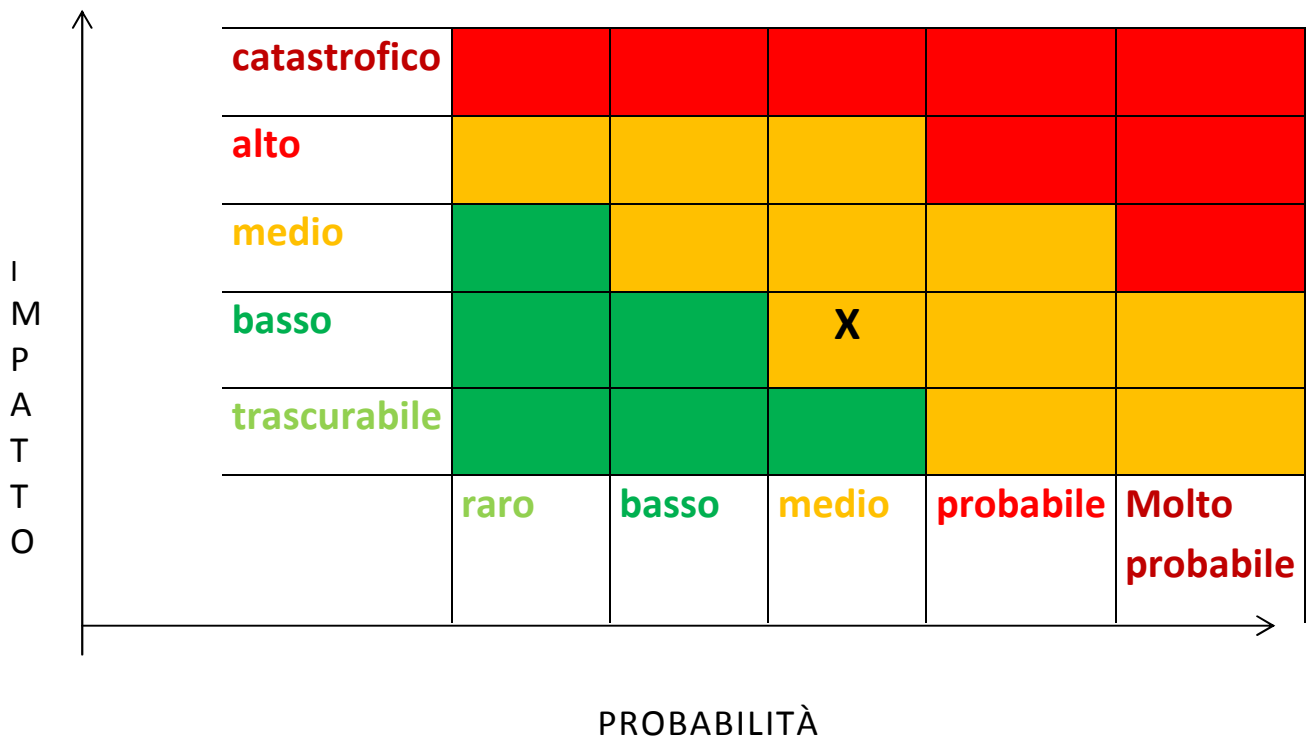 catastrofico
alto
medio
basso
X
trascurabile
raro
basso
medio
probabile
Molto
probabile
I
M
P
A
T
T
O
PROBABILITÀ